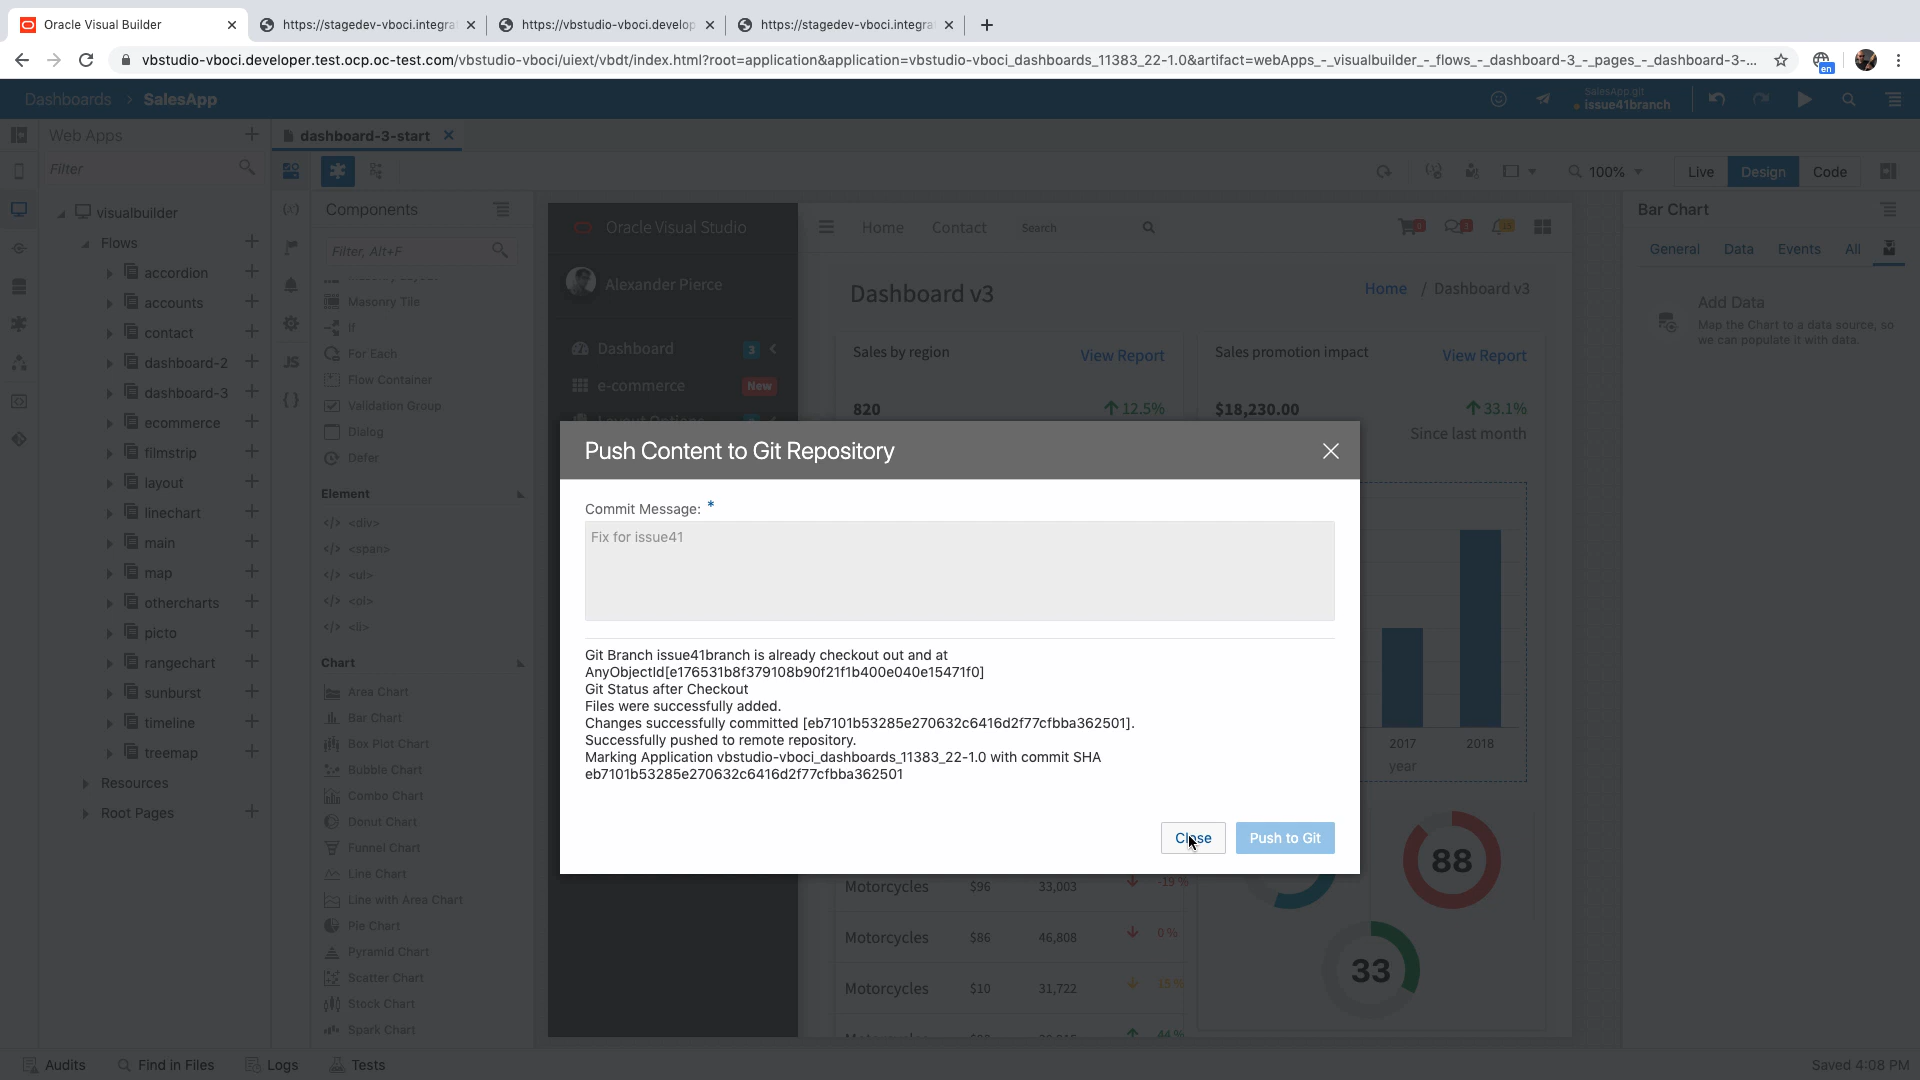 Oracle Visual Builder
https://stagedev-vboci.integra
https://vbstudio-vboci.develop
https://stagedev-vboci.integra
vbstudio-vboci.developer.test.ocp.oc-test.com/vbstudio-vboci/uiext/vbdt/index.html?root=application&application=vbstudio-vboci_dashboards_11383_22-1.0&artifact=webApps_-_visualbuilder_-_flows_-_dashboard-3_-_pages_-_dashboard-3-...
en
Dashboards > SalesApp
SalesApp.git
issue41branch
Web Apps
dashboard-3-start
Filter
100%
Live
Design
Code
visualbuilder
Flows
accordion
accounts
contact
dashboard-2
dashboard-3
ecommerce
filmstrip
layout
linechart
main
map
othercharts
picto
rangechart
sunburst
timeline
treemap
Resources
Root Pages
Components
Filter, Alt+F
Masonry Tile
If
For Each
Flow Container
Validation Group
Dialog
Defer
Element
<div>
<span>
<ul>
<ol>
<li>
Chart
Area Chart
Bar Chart
Box Plot Chart
Bubble Chart
Combo Chart
Donut Chart
Funnel Chart
Line Chart
Line with Area Chart
Pie Chart
Pyramid Chart
Scatter Chart
Stock Chart
Spark Chart
Oracle Visual Studio
Alexander Pierce
Dashboard 3
e-commerce New
Home
Contact
Search
Dashboard v3
Home / Dashboard v3
Sales by region
View Report
820
12.5%
Sales promotion impact
View Report
$18,230.00
33.1%
Since last month
Push Content to Git Repository
Commit Message: *
Fix for issue41
Git Branch issue41branch is already checkout out and at
AnyObjectId[e176531b8f379108b90f21f1b400e040e15471f0]
Git Status after Checkout
Files were successfully added.
Changes successfully committed [eb7101b53285e270632c6416d2f77cfbba362501].
Successfully pushed to remote repository.
Marking Application vbstudio-vboci_dashboards_11383_22-1.0 with commit SHA
eb7101b53285e270632c6416d2f77cfbba362501
Close
Push to Git
2017
2018
year
Motorcycles $96 33,003 -19 %
Motorcycles $86 46,808 0 %
Motorcycles $10 31,722 15 %
44 %
88
33
Bar Chart
General
Data
Events
All
Add Data
Map the Chart to a data source, so
we can populate it with data.
Audits
Find in Files
Logs
Tests
Saved 4:08 PM